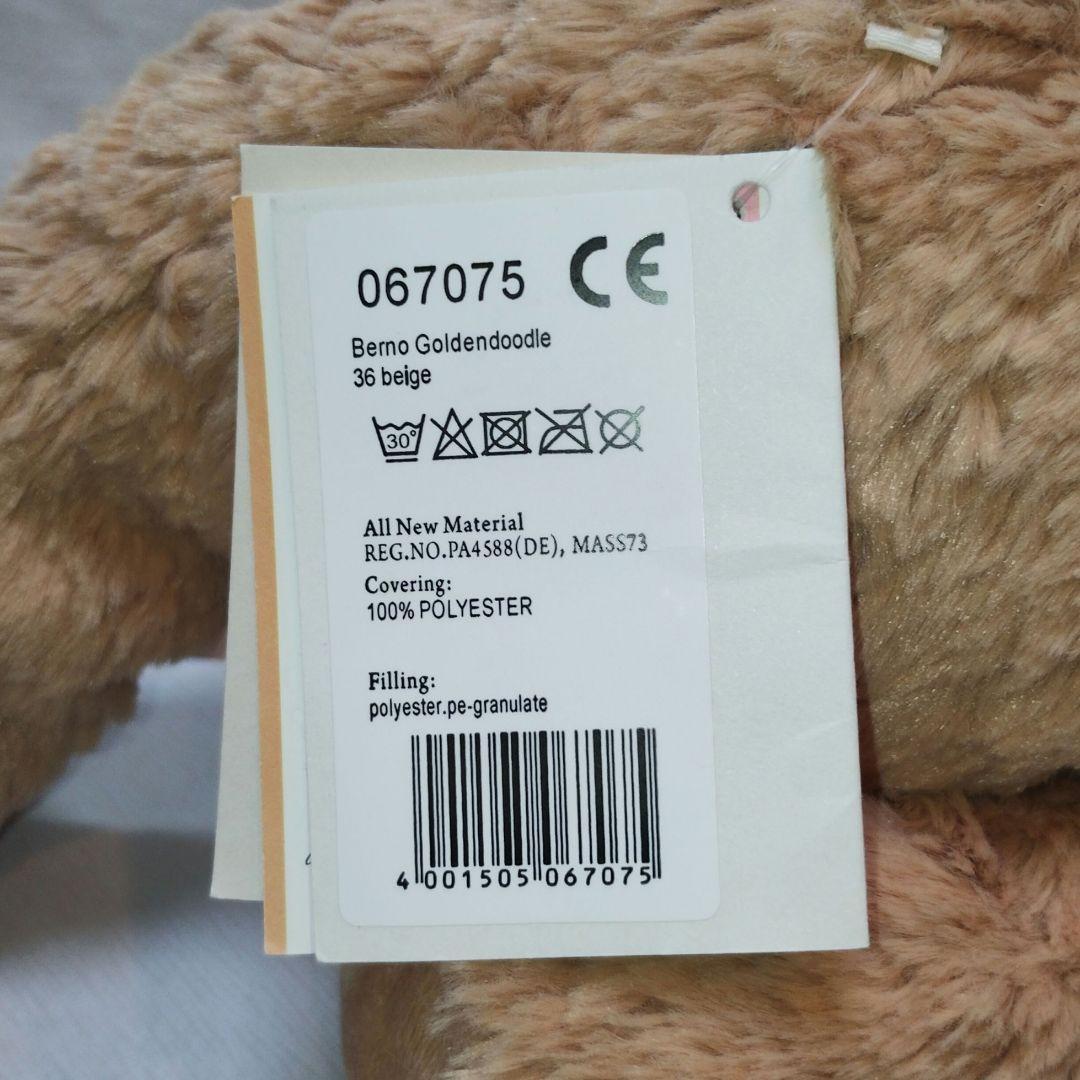 067075 CE
Berno Goldendoodle
36 beige
30°
All New Material
REG.NO.PA4588(DE), MASS73
Covering:
100% POLYESTER
Filling:
polyester.pe-granulate
4 001505 067075